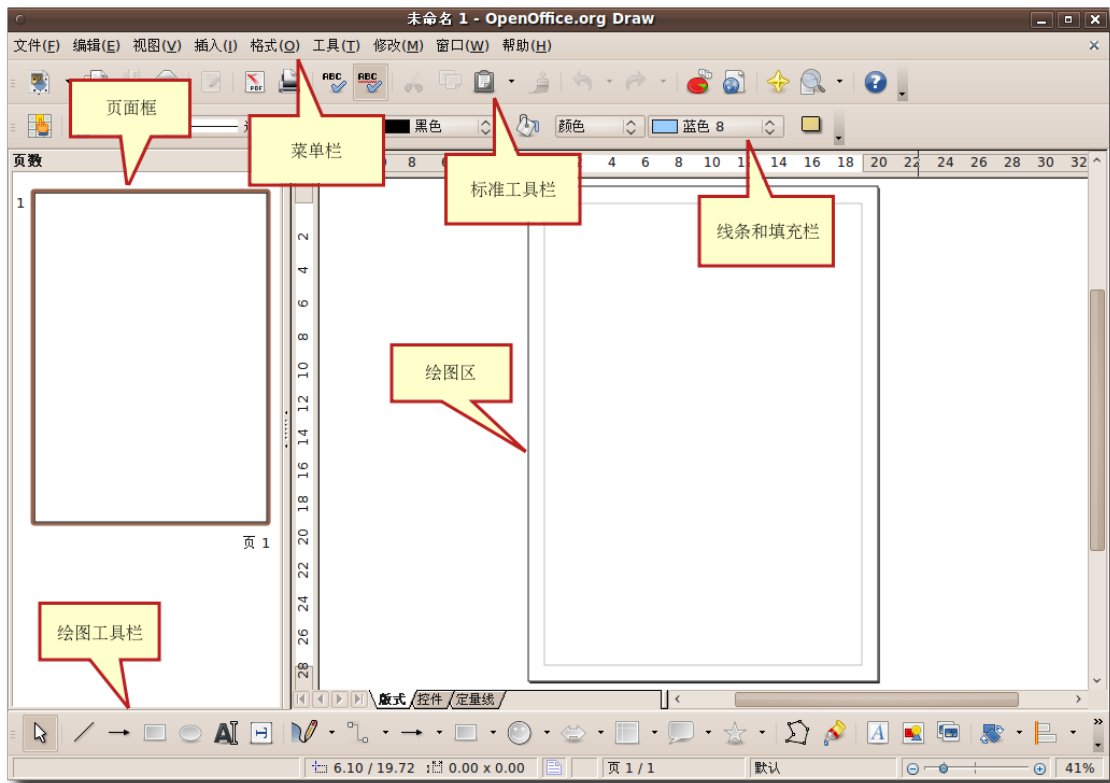 未命名 1 - OpenOffice.org Draw
文件(F) 编辑(E) 视图(V) 插入(I) 格式(O) 工具(T) 修改(M) 窗口(W) 帮助(H)
PDF ABC ABC
页面框
菜单栏
黑色 颜色 蓝色 8
标准工具栏
线条和填充栏
页数
8 4 6 8 10 14 16 18 20 22 24 26 28 30 32
1
2
4
6
8
10
12
14
16
18
20
22
24
26
28
绘图区
页 1
绘图工具栏
版式 控件 定量线
6.10 / 19.72 0.00 x 0.00 页 1 / 1 默认 41%